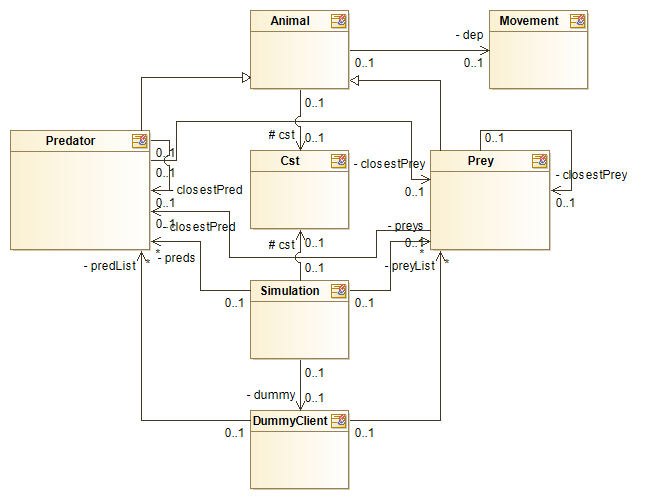 Animal
Movement
- dep
0..1
0..1
0..1
# cst
0..1
Predator
0..1
0..1
closestPred
0..1
0..1
- closestPred
Cst
Prey
0..1
- closestPrey
0..1
- closestPrey
0..1
- preys
0..1
*
# cst
0..1
0..1
*
- preds
- predList
*
- preyList
*
Simulation
0..1
0..1
0..1
- dummy
0..1
DummyClient
0..1
0..1